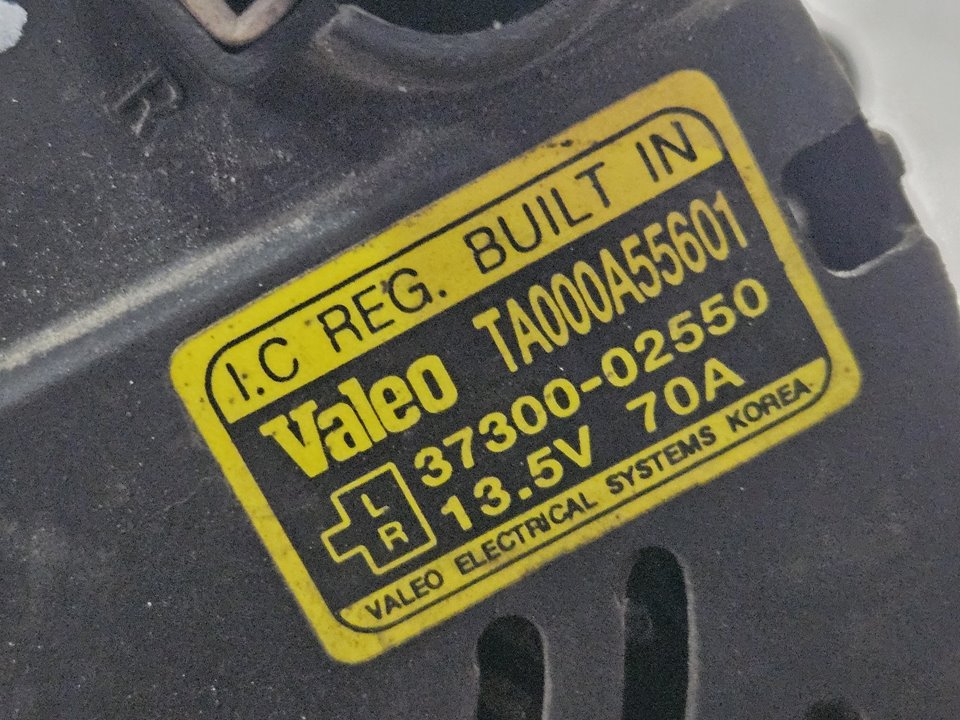 R
I.C REG. BUILT IN
Valeo TA000A55601
37300-02550
L
R
13.5V 70A
VALEO ELECTRICAL SYSTEMS KOREA